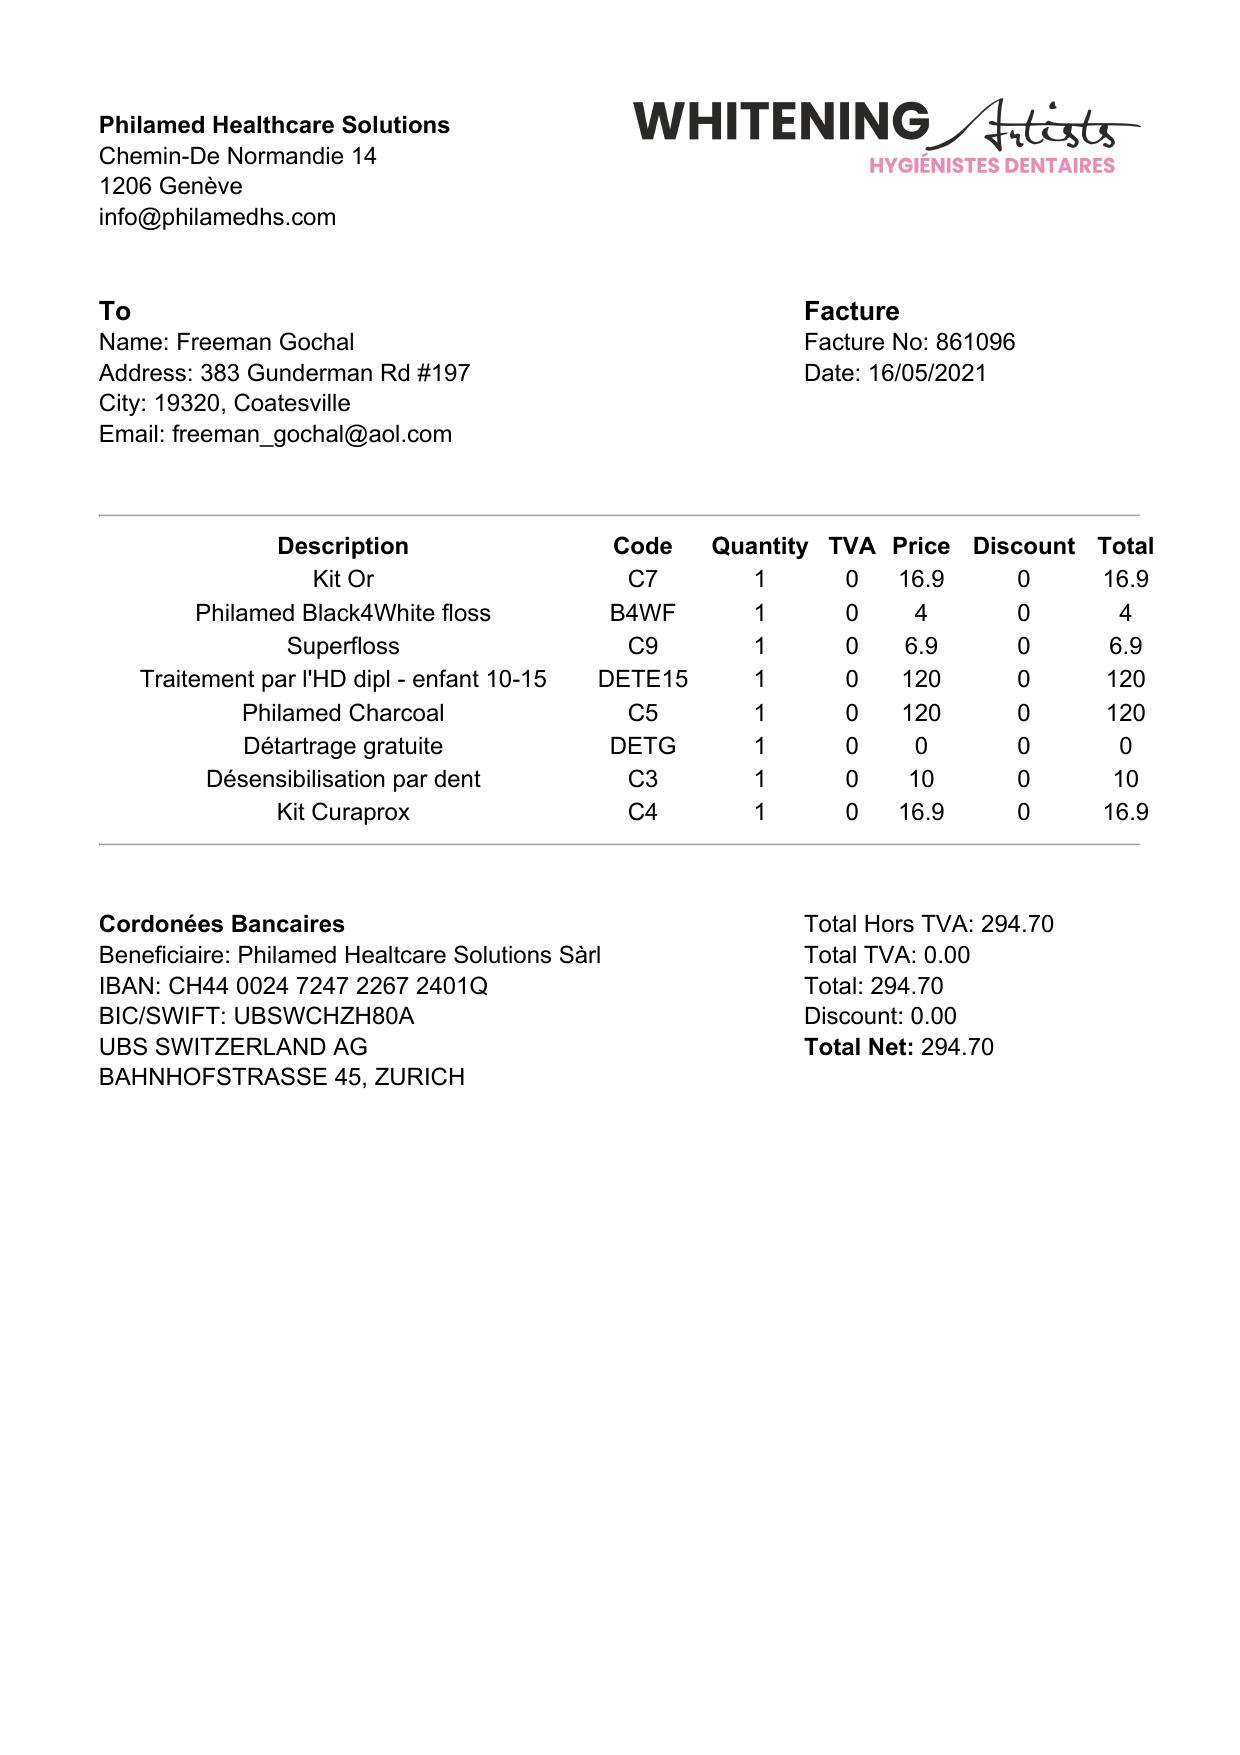 Philamed Healthcare Solutions
Chemin-De Normandie 14
1206 Genève
info@philamedhs.com
WHITENING Artists
HYGIÉNISTES DENTAIRES
To
Name: Freeman Gochal
Address: 383 Gunderman Rd #197
City: 19320, Coatesville
Email: freeman_gochal@aol.com
Facture
Facture No: 861096
Date: 16/05/2021
Description Code Quantity TVA Price Discount Total
Kit Or C7 1 0 16.9 0 16.9
Philamed Black4White floss B4WF 1 0 4 0 4
Superfloss C9 1 0 6.9 0 6.9
Traitement par l'HD dipl - enfant 10-15 DETE15 1 0 120 0 120
Philamed Charcoal C5 1 0 120 0 120
Détartrage gratuite DETG 1 0 0 0 0
Désensibilisation par dent C3 1 0 10 0 10
Kit Curaprox C4 1 0 16.9 0 16.9
Cordonées Bancaires
Beneficiaire: Philamed Healtcare Solutions Sàrl
IBAN: CH44 0024 7247 2267 2401Q
BIC/SWIFT: UBSWCHZH80A
UBS SWITZERLAND AG
BAHNHOFSTRASSE 45, ZURICH
Total Hors TVA: 294.70
Total TVA: 0.00
Total: 294.70
Discount: 0.00
Total Net: 294.70